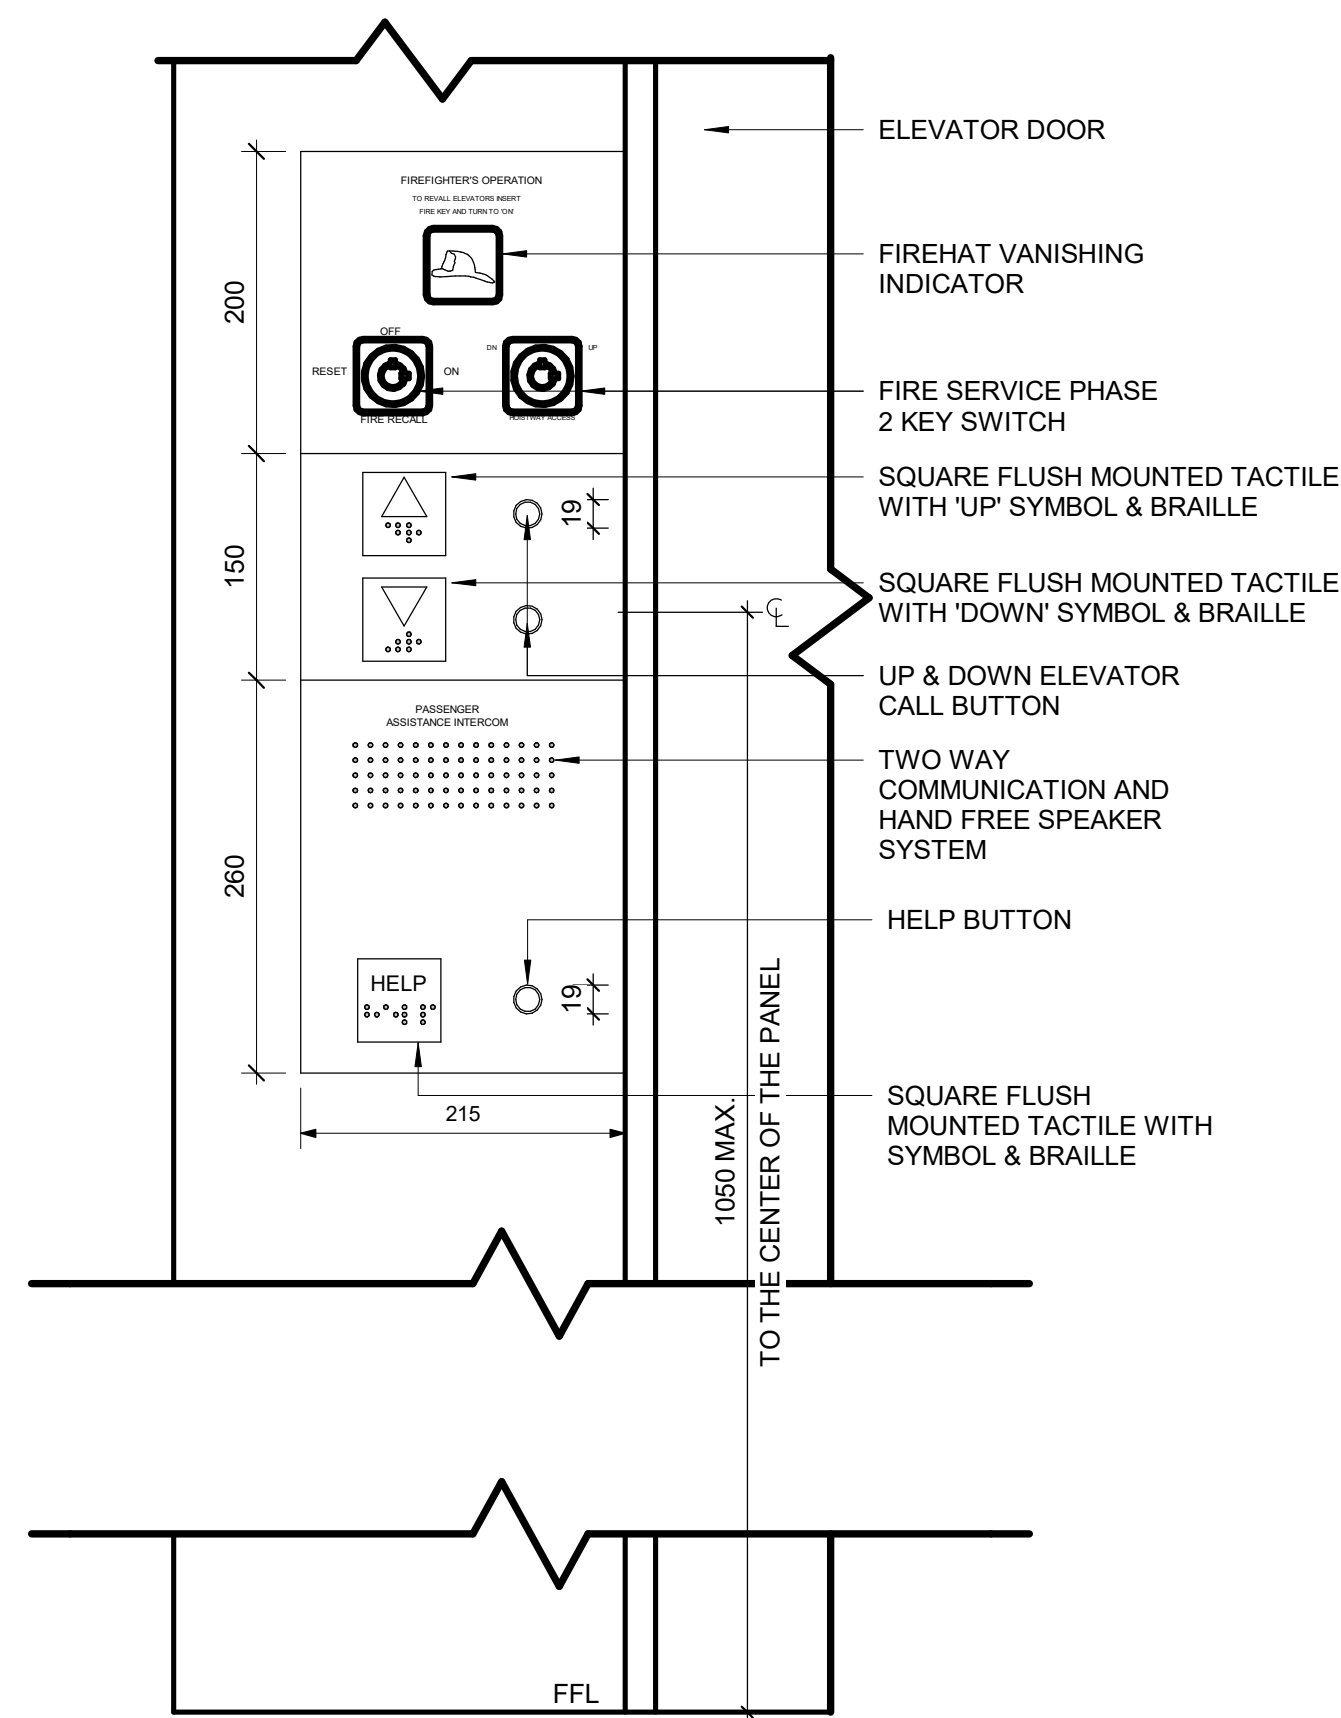 ELEVATOR DOOR
FIREFIGHTER'S OPERATION
TO REVALL ELEVATORS INSERT
FIRE KEY AND TURN TO 'ON'
FIREHAT VANISHING
INDICATOR
200
OFF
RESET
ON
FIRE RECALL
DN
UP
HOISTWAY ACCESS
FIRE SERVICE PHASE
2 KEY SWITCH
SQUARE FLUSH MOUNTED TACTILE
WITH 'UP' SYMBOL & BRAILLE
19
150
SQUARE FLUSH MOUNTED TACTILE
WITH 'DOWN' SYMBOL & BRAILLE
CL
UP & DOWN ELEVATOR
CALL BUTTON
PASSENGER
ASSISTANCE INTERCOM
TWO WAY
COMMUNICATION AND
HAND FREE SPEAKER
SYSTEM
260
HELP BUTTON
HELP
19
SQUARE FLUSH
MOUNTED TACTILE WITH
SYMBOL & BRAILLE
215
1050 MAX.
TO THE CENTER OF THE PANEL
FFL